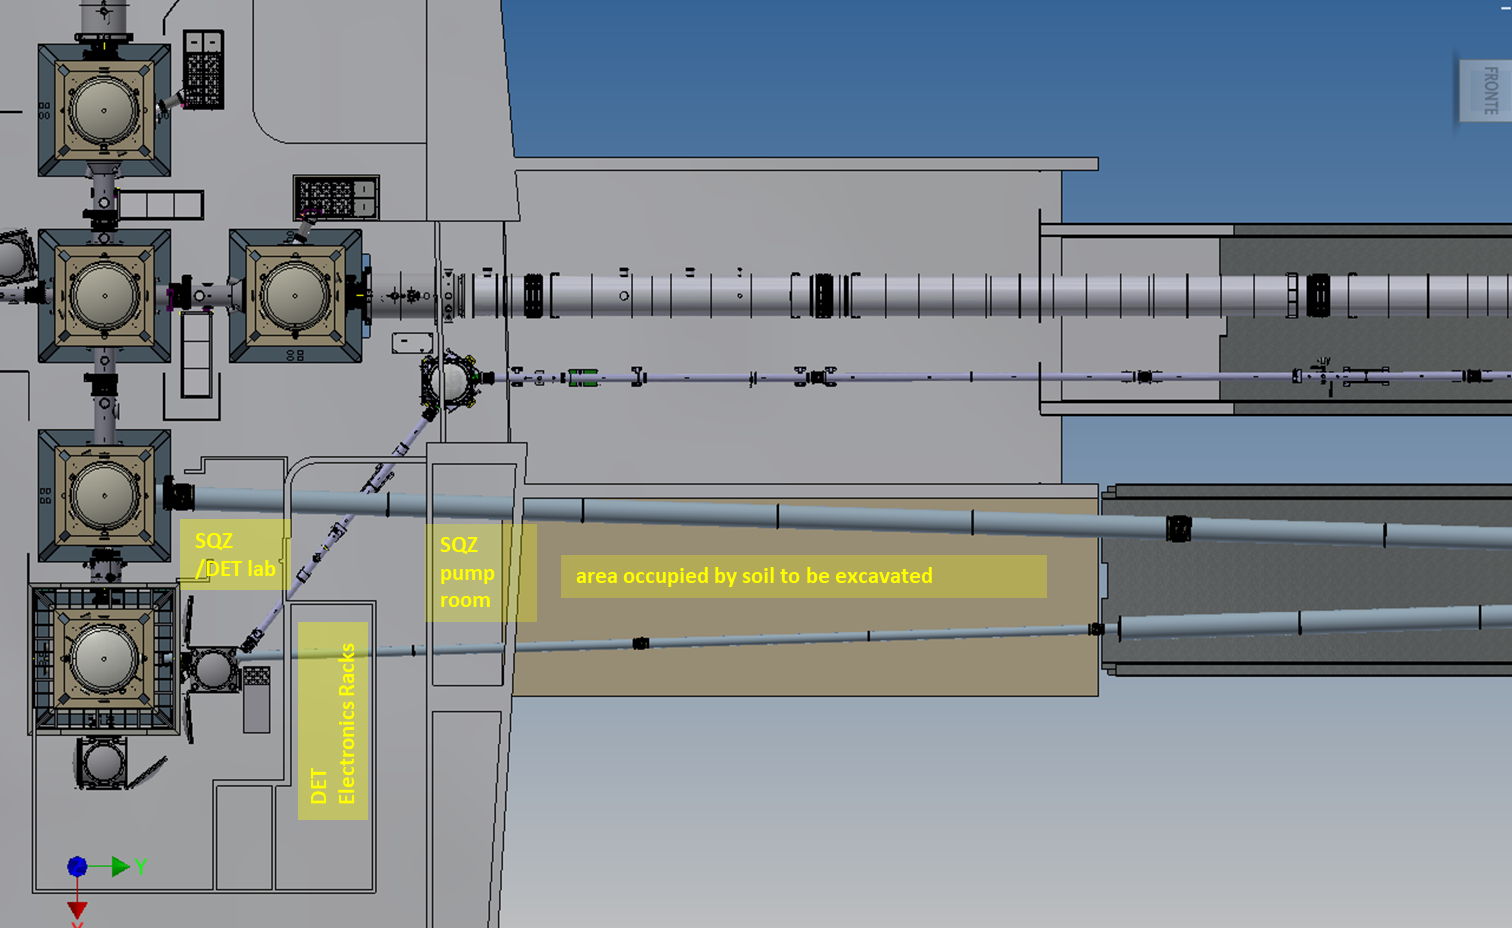 FRONTE
SQZ
/DET lab
SQZ
pump
room
area occupied by soil to be excavated
DET
Electronics Racks
Y
X